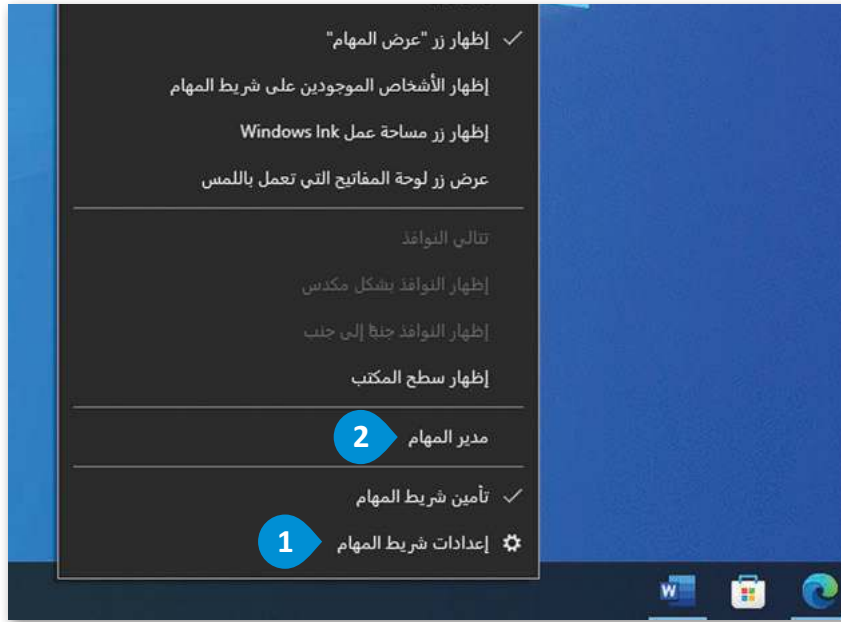 إظهار زر "عرض المهام"
إظهار الأشخاص الموجودين على شريط المهام
إظهار زر مساحة عمل Windows Ink
عرض زر لوحة المفاتيح التي تعمل باللمس
تتالي النوافذ
إظهار النوافذ بشكل مكدس
إظهار النوافذ جنبًا إلى جنب
إظهار سطح المكتب
مدير المهام 2
تأمين شريط المهام
إعدادات شريط المهام 1
W